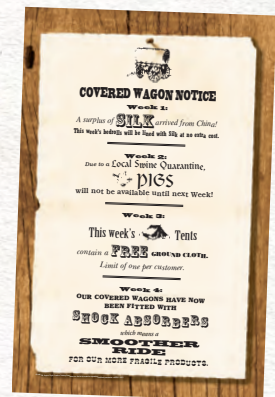 COVERED WAGON NOTICE
Week 1:
A surplus of SILK arrived from China!
This week's bedrolls will be lined with Silk at no extra cost.
Week 2:
Due to a Local Swine Quarantine,
PIGS
will not be available until next Week!
Week 3:
This week's Tents
contain a FREE GROUND CLOTH.
Limit of one per customer.
Week 4:
OUR COVERED WAGONS HAVE NOW
BEEN FITTED WITH
SHOCK ABSORBERS
which means a
SMOOTHER
RIDE
FOR OUR MORE FRAGILE PRODUCTS.